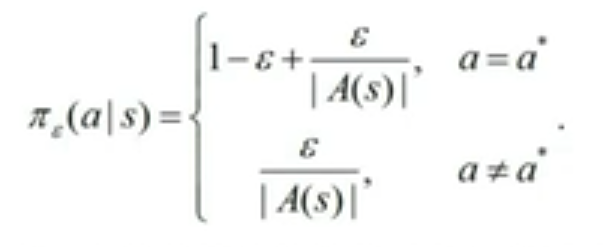 π_ε(a|s) = { 1 − ε + ε / |A(s)|, a = a*
ε / |A(s)|, a ≠ a* .